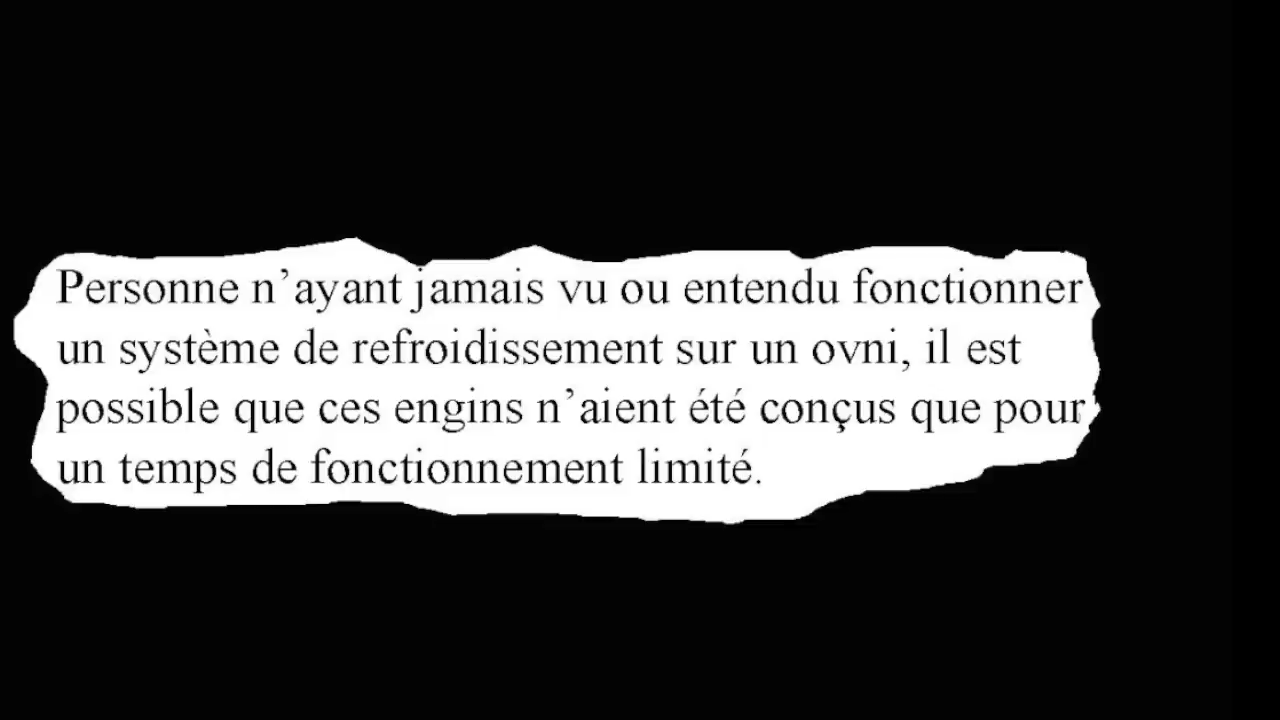 Personne n’ayant jamais vu ou entendu fonctionner
un système de refroidissement sur un ovni, il est
possible que ces engins n’aient été conçus que pour
un temps de fonctionnement limité.